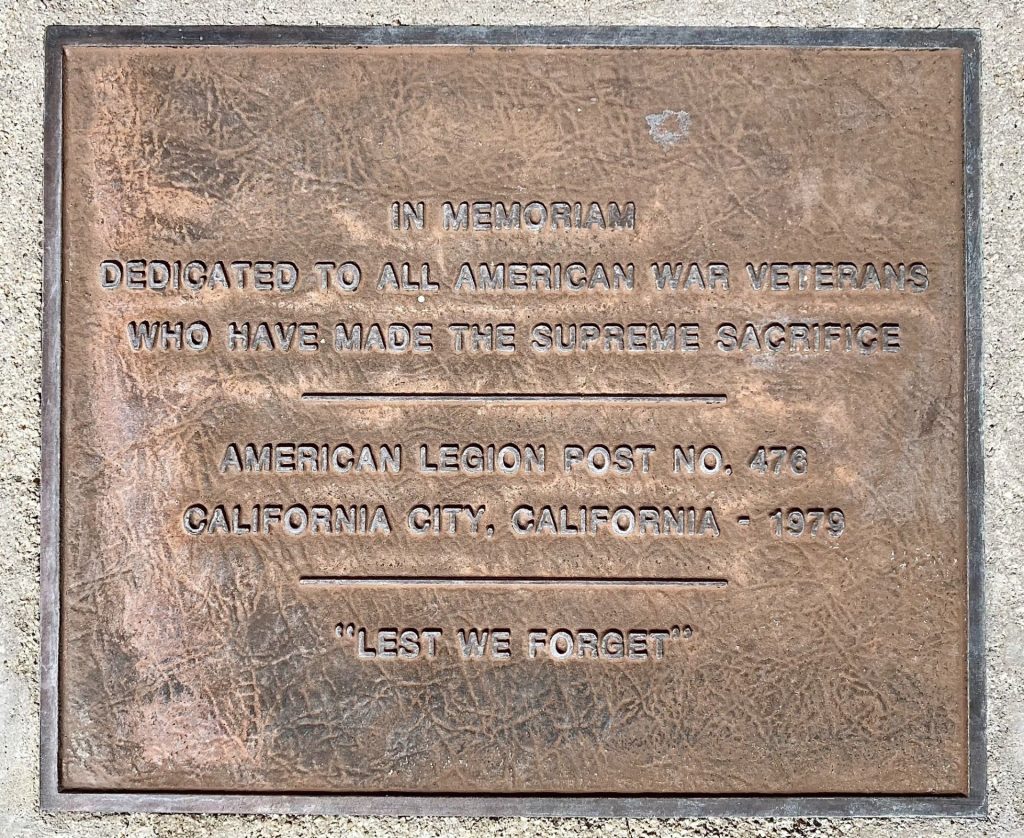 IN MEMORIAM
DEDICATED TO ALL AMERICAN WAR VETERANS
WHO HAVE MADE THE SUPREME SACRIFICE
AMERICAN LEGION POST NO. 476
CALIFORNIA CITY, CALIFORNIA - 1979
"LEST WE FORGET"